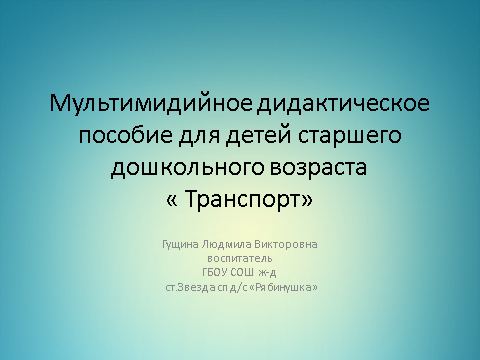 Мультимидийное дидактическое
пособие для детей старшего
дошкольного возраста
« Транспорт»
Гущина Людмила Викторовна
воспитатель
ГБОУ СОШ ж-д
ст.Звезда сп д/с «Рябинушка»